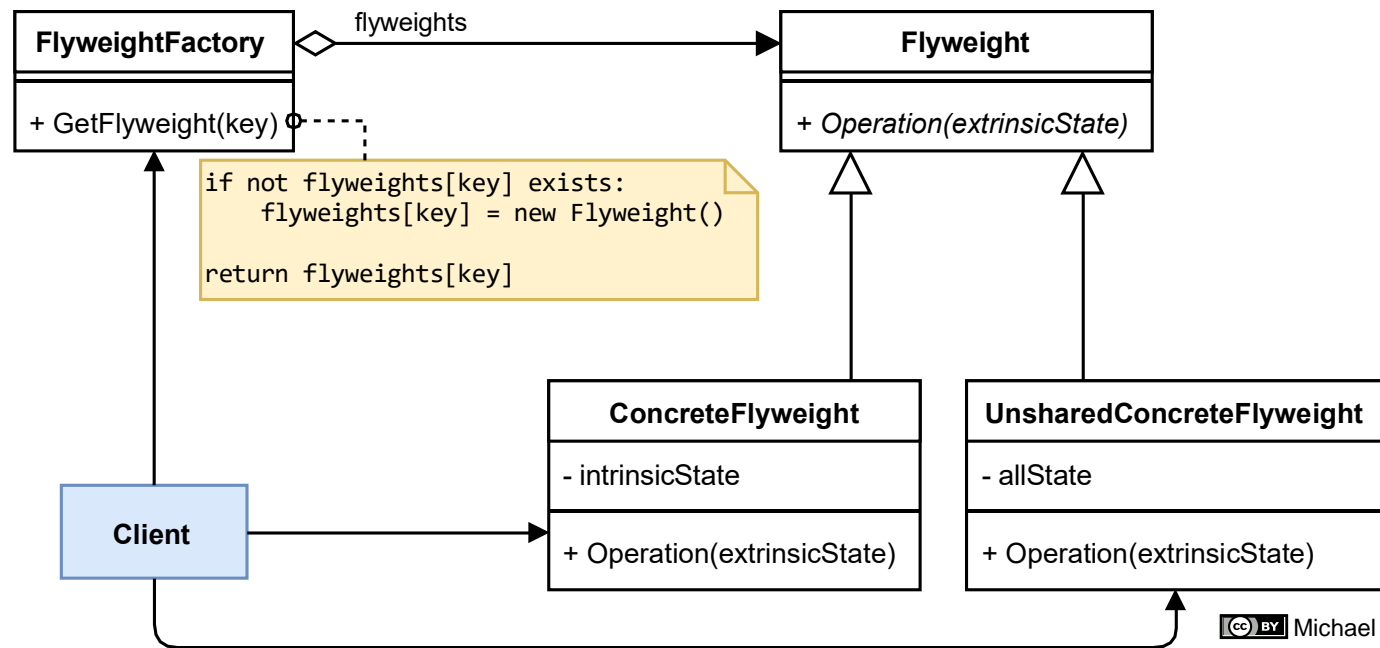 flyweights
FlyweightFactory
Flyweight
+ GetFlyweight(key)
+ Operation(extrinsicState)
if not flyweights[key] exists:
    flyweights[key] = new Flyweight()
return flyweights[key]
ConcreteFlyweight
- intrinsicState
+ Operation(extrinsicState)
UnsharedConcreteFlyweight
- allState
+ Operation(extrinsicState)
Client
cc BY Michael